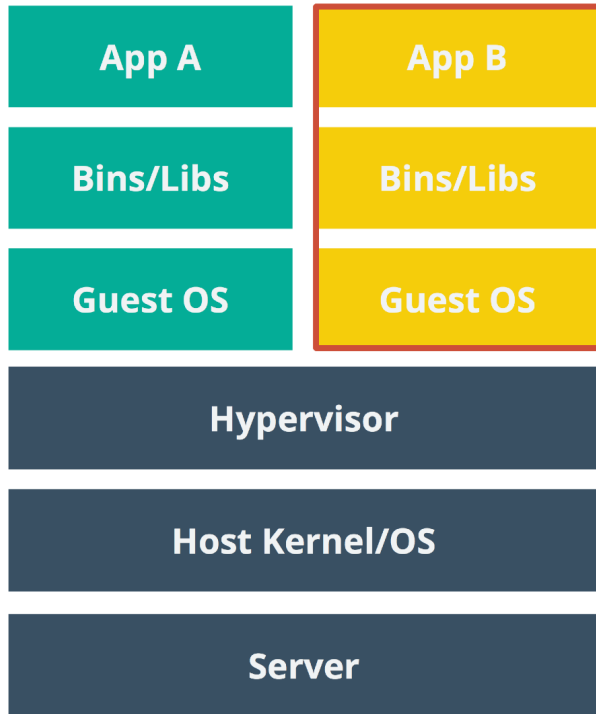 App A
App B
Bins/Libs
Bins/Libs
Guest OS
Guest OS
Hypervisor
Host Kernel/OS
Server